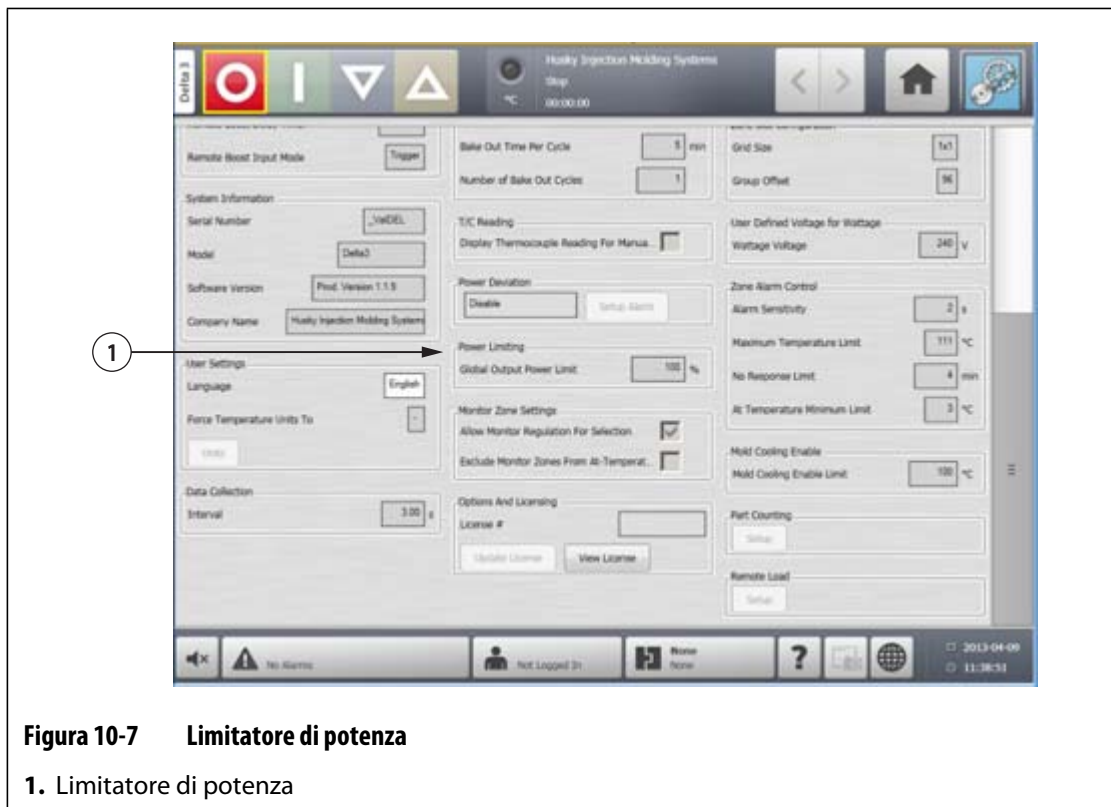 Delta 3
Husky Injection Molding Systems
Stop
°C
00:00:00
Remote Boost Input Mode
Trigger
System Information
Serial Number
_ValDEL
Model
Delta3
Software Version
Prod. Version 1.1.9
Company Name
Husky Injection Molding Systems
User Settings
Language
English
Force Temperature Units To
-
Units
Data Collection
Interval
3.00 s
Bake Out Time Per Cycle
5 min
Number of Bake Out Cycles
1
T/C Reading
Display Thermocouple Reading For Manua..
Power Deviation
Disable
Setup Alarm
Power Limiting
Global Output Power Limit
100 %
Monitor Zone Settings
Allow Monitor Regulation For Selection
Exclude Monitor Zones From At-Temperat..
Options And Licensing
License #
Update License
View License
Grid Size
1x1
Group Offset
96
User Defined Voltage for Wattage
Wattage Voltage
240 V
Zone Alarm Control
Alarm Sensitivity
2 s
Maximum Temperature Limit
111 °C
No Response Limit
4 min
At Temperature Minimum Limit
3 °C
Mold Cooling Enable
Mold Cooling Enable Limit
100 °C
Part Counting
Setup
Remote Load
Setup
1
No Alarms
Not Logged In
None
None
?
2013-04-09
11:38:51
Figura 10-7 Limitatore di potenza
1. Limitatore di potenza